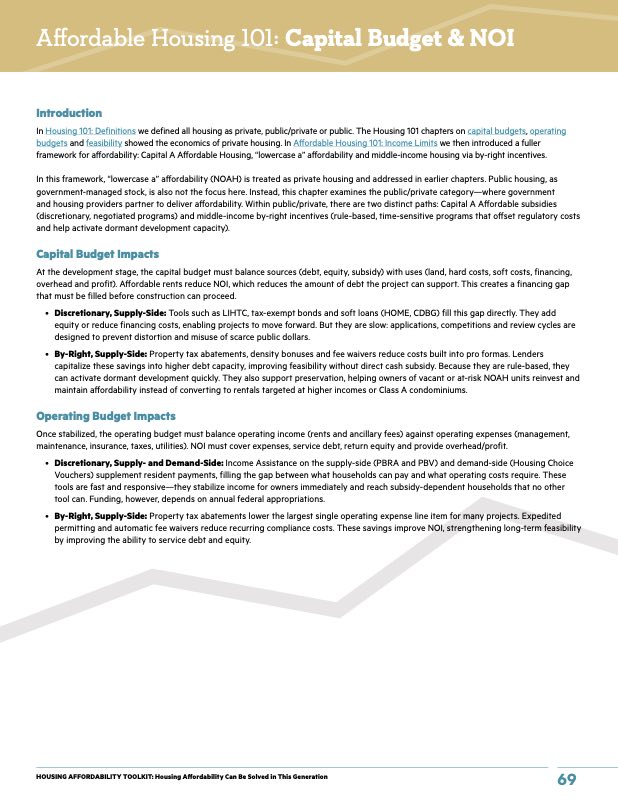 Affordable Housing 101: Capital Budget & NOI
Introduction
In Housing 101: Definitions we defined all housing as private, public/private or public. The Housing 101 chapters on capital budgets, operating
budgets and feasibility showed the economics of private housing. In Affordable Housing 101: Income Limits we then introduced a fuller
framework for affordability: Capital A Affordable Housing, "lowercase a" affordability and middle-income housing via by-right incentives.
In this framework, "lowercase a" affordability (NOAH) is treated as private housing and addressed in earlier chapters. Public housing, as
government-managed stock, is also not the focus here. Instead, this chapter examines the public/private category—where government
and housing providers partner to deliver affordability. Within public/private, there are two distinct paths: Capital A Affordable subsidies
(discretionary, negotiated programs) and middle-income by-right incentives (rule-based, time-sensitive programs that offset regulatory costs
and help activate dormant development capacity).
Capital Budget Impacts
At the development stage, the capital budget must balance sources (debt, equity, subsidy) with uses (land, hard costs, soft costs, financing,
overhead and profit). Affordable rents reduce NOI, which reduces the amount of debt the project can support. This creates a financing gap
that must be filled before construction can proceed.
• Discretionary, Supply-Side: Tools such as LIHTC, tax-exempt bonds and soft loans (HOME, CDBG) fill this gap directly. They add
equity or reduce financing costs, enabling projects to move forward. But they are slow: applications, competitions and review cycles are
designed to prevent distortion and misuse of scarce public dollars.
• By-Right, Supply-Side: Property tax abatements, density bonuses and fee waivers reduce costs built into pro formas. Lenders
capitalize these savings into higher debt capacity, improving feasibility without direct cash subsidy. Because they are rule-based, they
can activate dormant development quickly. They also support preservation, helping owners of vacant or at-risk NOAH units reinvest and
maintain affordability instead of converting to rentals targeted at higher incomes or Class A condominiums.
Operating Budget Impacts
Once stabilized, the operating budget must balance operating income (rents and ancillary fees) against operating expenses (management,
maintenance, insurance, taxes, utilities). NOI must cover expenses, service debt, return equity and provide overhead/profit.
• Discretionary, Supply- and Demand-Side: Income Assistance on the supply-side (PBRA and PBV) and demand-side (Housing Choice
Vouchers) supplement resident payments, filling the gap between what households can pay and what operating costs require. These
tools are fast and responsive—they stabilize income for owners immediately and reach subsidy-dependent households that no other
tool can. Funding, however, depends on annual federal appropriations.
• By-Right, Supply-Side: Property tax abatements lower the largest single operating expense line item for many projects. Expedited
permitting and automatic fee waivers reduce recurring compliance costs. These savings improve NOI, strengthening long-term feasibility
by improving the ability to service debt and equity.
HOUSING AFFORDABILITY TOOLKIT: Housing Affordability Can Be Solved in This Generation
69